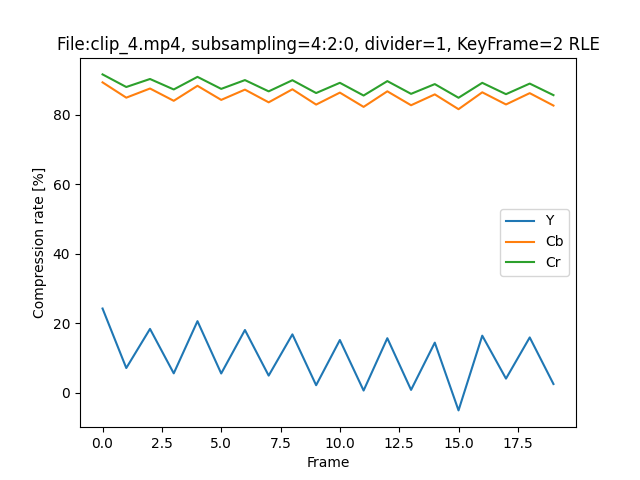 File:clip_4.mp4, subsampling=4:2:0, divider=1, KeyFrame=2 RLE
Compression rate [%]
80
60
40
20
0
Y
Cb
Cr
0.0 2.5 5.0 7.5 10.0 12.5 15.0 17.5
Frame